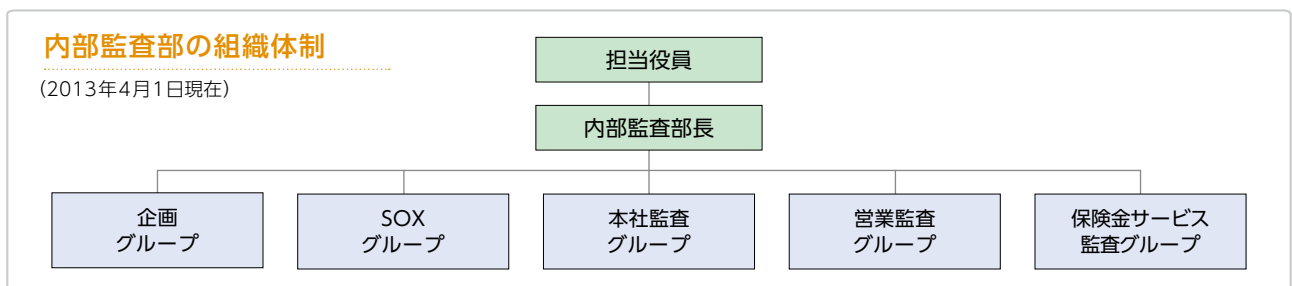 内部監査部の組織体制
（2013年4月1日現在）
担当役員
内部監査部長
企画
グループ
SOX
グループ
本社監査
グループ
営業監査
グループ
保険金サービス
監査グループ